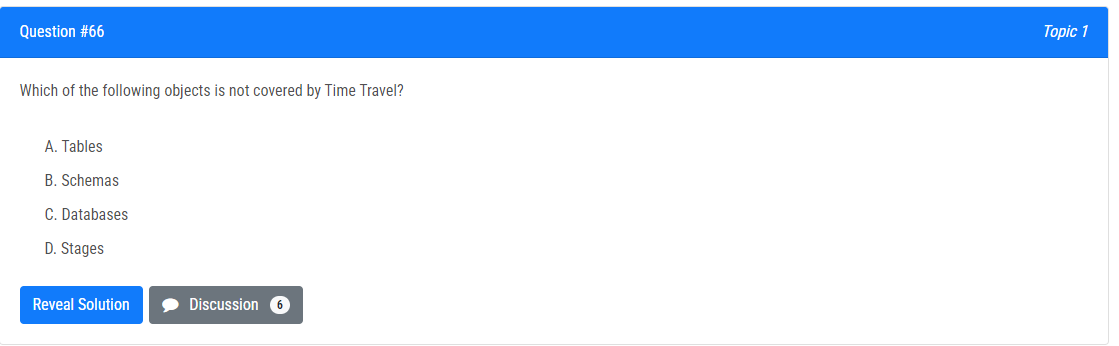 Question #66
Topic 1
Which of the following objects is not covered by Time Travel?
A. Tables
B. Schemas
C. Databases
D. Stages
Reveal Solution
Discussion 6